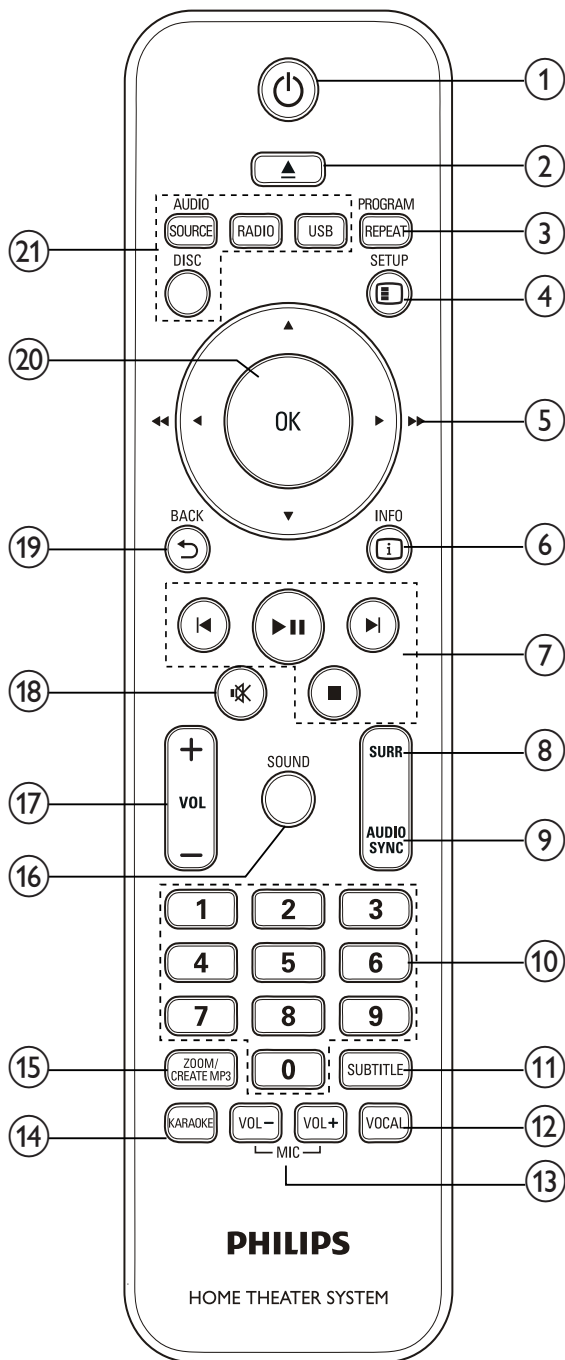 1
2
AUDIO PROGRAM
SOURCE RADIO USB REPEAT
3
21
DISC SETUP
4
20
OK
5
BACK INFO
19
i
6
7
18
+
VOL
−
17
SOUND
16
SURR
8
AUDIO
SYNC
9
1 2 3
4 5 6
10
7 8 9
15
ZOOM/
CREATE MP3
0
SUBTITLE
11
14
KARAOKE VOL− VOL+ VOCAL
12
MIC
13
PHILIPS
HOME THEATER SYSTEM